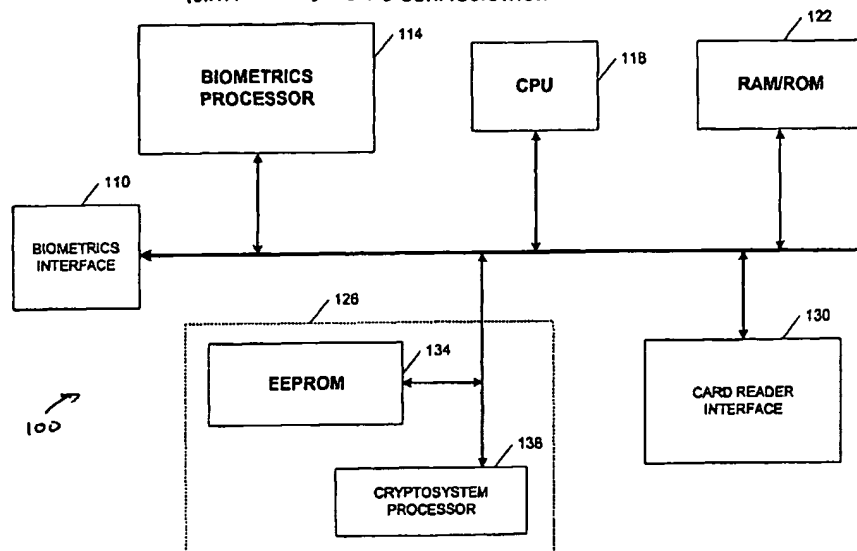 114
BIOMETRICS
PROCESSOR
118
CPU
122
RAM/ROM
110
BIOMETRICS
INTERFACE
126
134
EEPROM
130
CARD READER
INTERFACE
138
CRYPTOSYSTEM
PROCESSOR
100